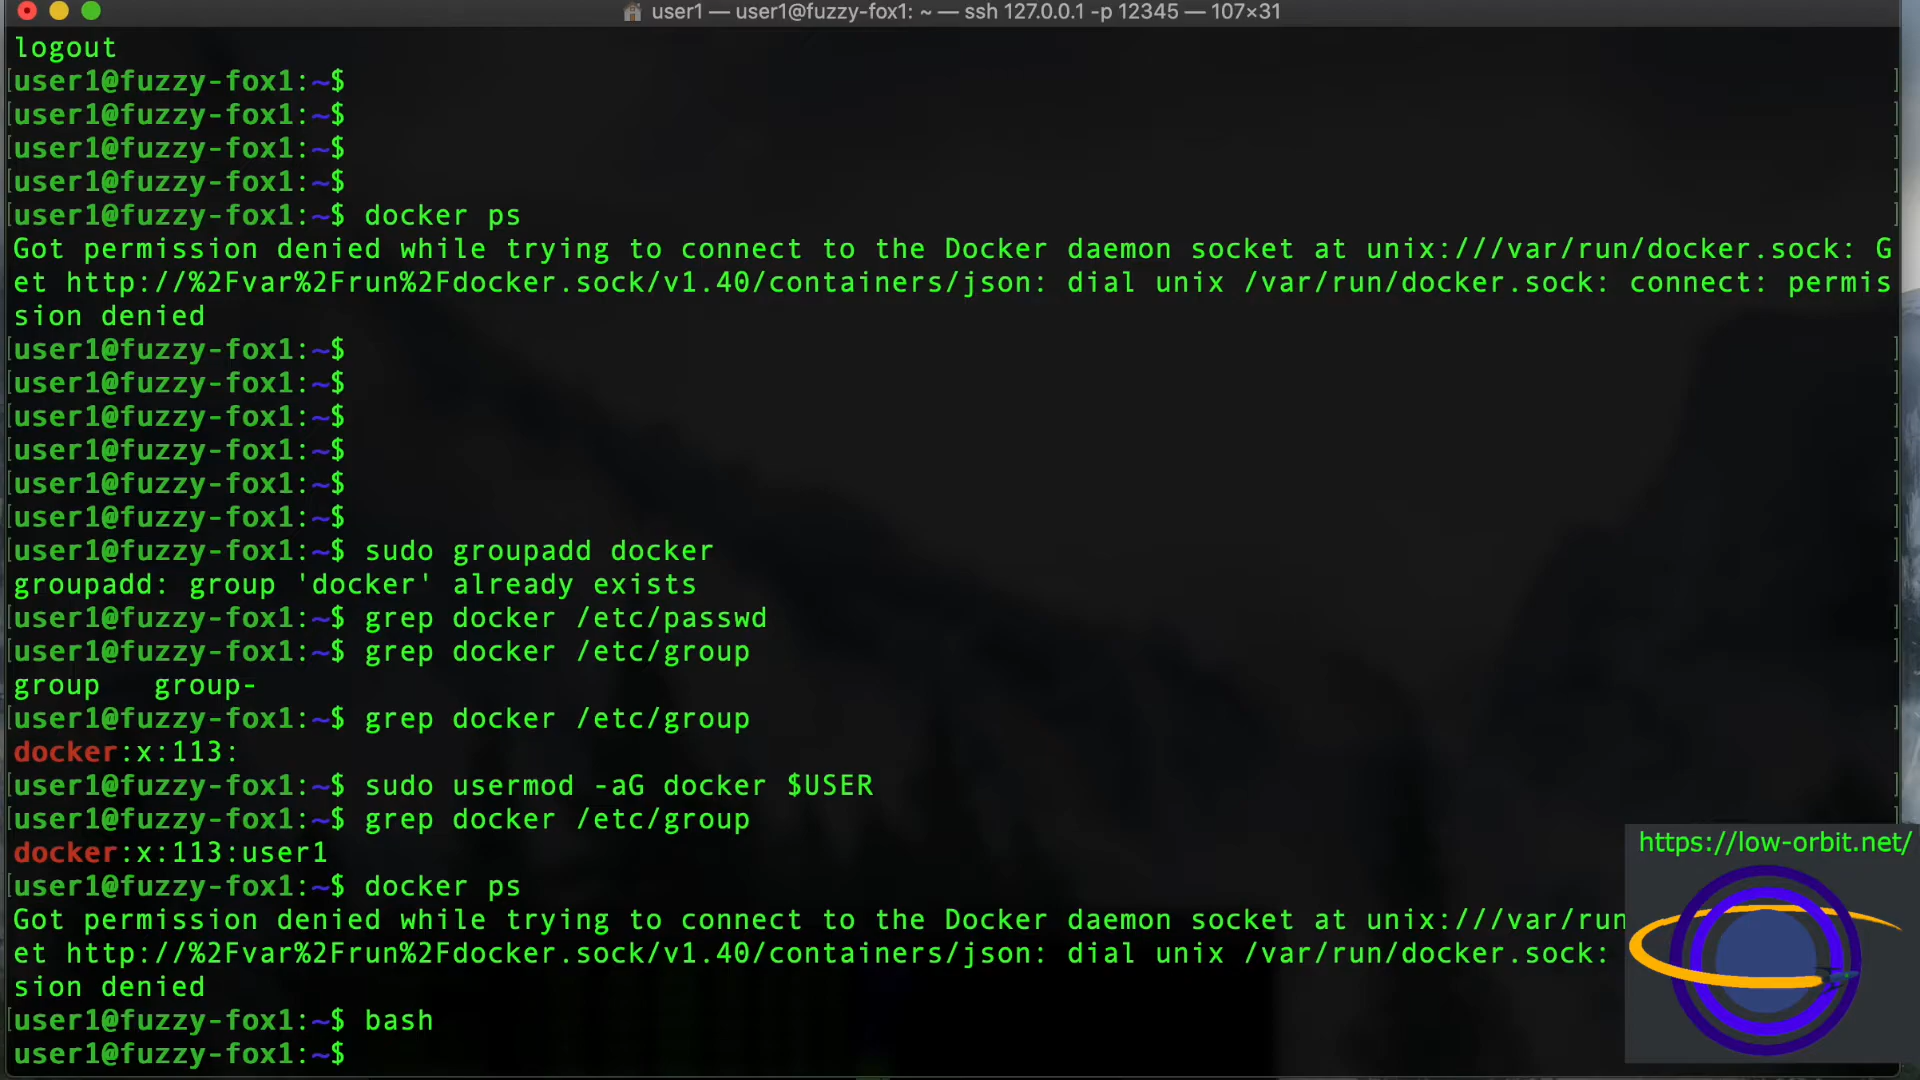 user1 — user1@fuzzy-fox1: ~ — ssh 127.0.0.1 -p 12345 — 107×31
logout
user1@fuzzy-fox1:~$
user1@fuzzy-fox1:~$
user1@fuzzy-fox1:~$
user1@fuzzy-fox1:~$
user1@fuzzy-fox1:~$ docker ps
Got permission denied while trying to connect to the Docker daemon socket at unix:///var/run/docker.sock: G
et http://%2Fvar%2Frun%2Fdocker.sock/v1.40/containers/json: dial unix /var/run/docker.sock: connect: permis
sion denied
user1@fuzzy-fox1:~$
user1@fuzzy-fox1:~$
user1@fuzzy-fox1:~$
user1@fuzzy-fox1:~$
user1@fuzzy-fox1:~$
user1@fuzzy-fox1:~$
user1@fuzzy-fox1:~$ sudo groupadd docker
groupadd: group 'docker' already exists
user1@fuzzy-fox1:~$ grep docker /etc/passwd
user1@fuzzy-fox1:~$ grep docker /etc/group
group   group-
user1@fuzzy-fox1:~$ grep docker /etc/group
docker:x:113:
user1@fuzzy-fox1:~$ sudo usermod -aG docker $USER
user1@fuzzy-fox1:~$ grep docker /etc/group
docker:x:113:user1
user1@fuzzy-fox1:~$ docker ps
Got permission denied while trying to connect to the Docker daemon socket at unix:///var/run
et http://%2Fvar%2Frun%2Fdocker.sock/v1.40/containers/json: dial unix /var/run/docker.sock:
sion denied
user1@fuzzy-fox1:~$ bash
user1@fuzzy-fox1:~$
https://low-orbit.net/